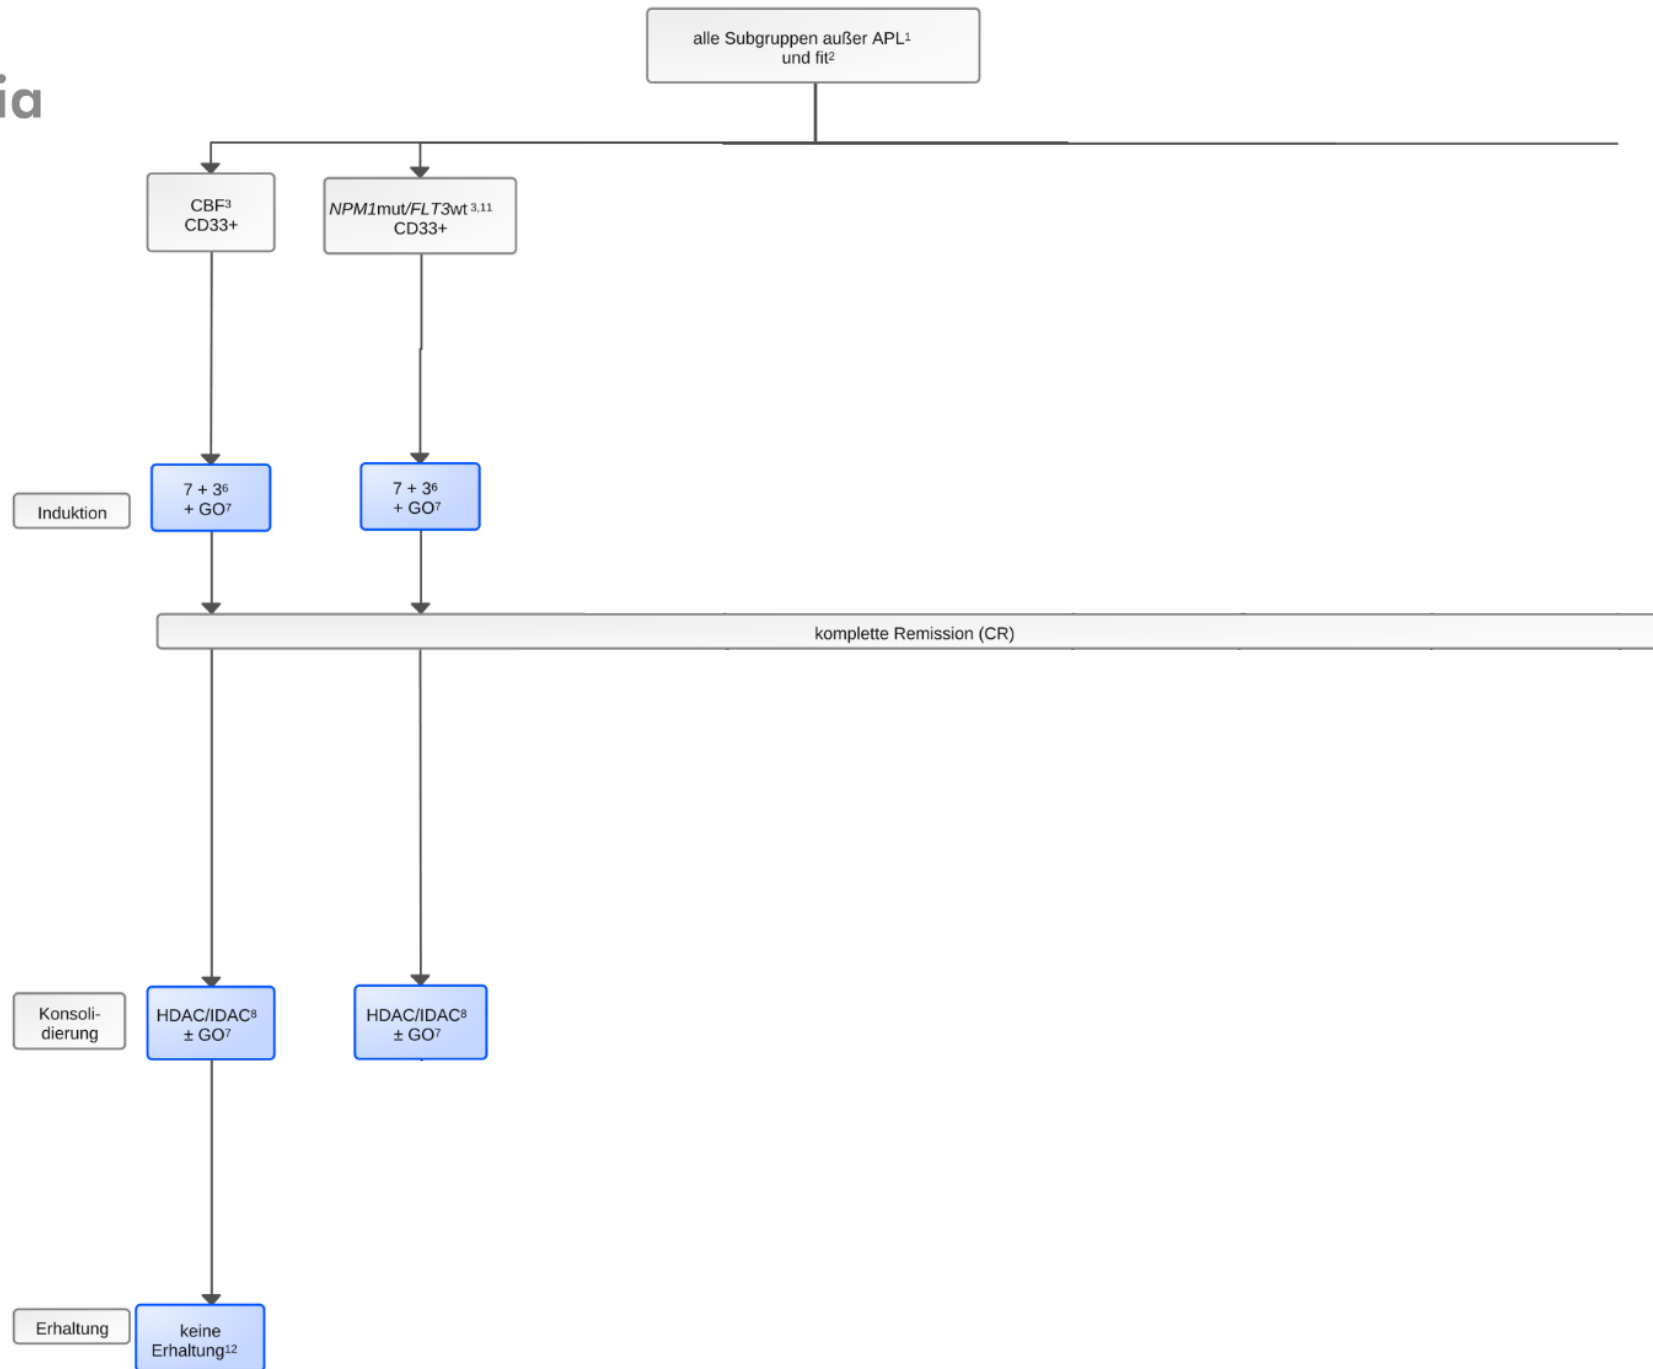 alle Subgruppen außer APL¹
und fit²
ia
CBF³
CD33+
NPM1mut/FLT3wt ³,¹¹
CD33+
Induktion
7 + 3⁶
+ GO⁷
7 + 3⁶
+ GO⁷
komplette Remission (CR)
Konsoli-
dierung
HDAC/IDAC⁸
± GO⁷
HDAC/IDAC⁸
± GO⁷
Erhaltung
keine
Erhaltung¹²